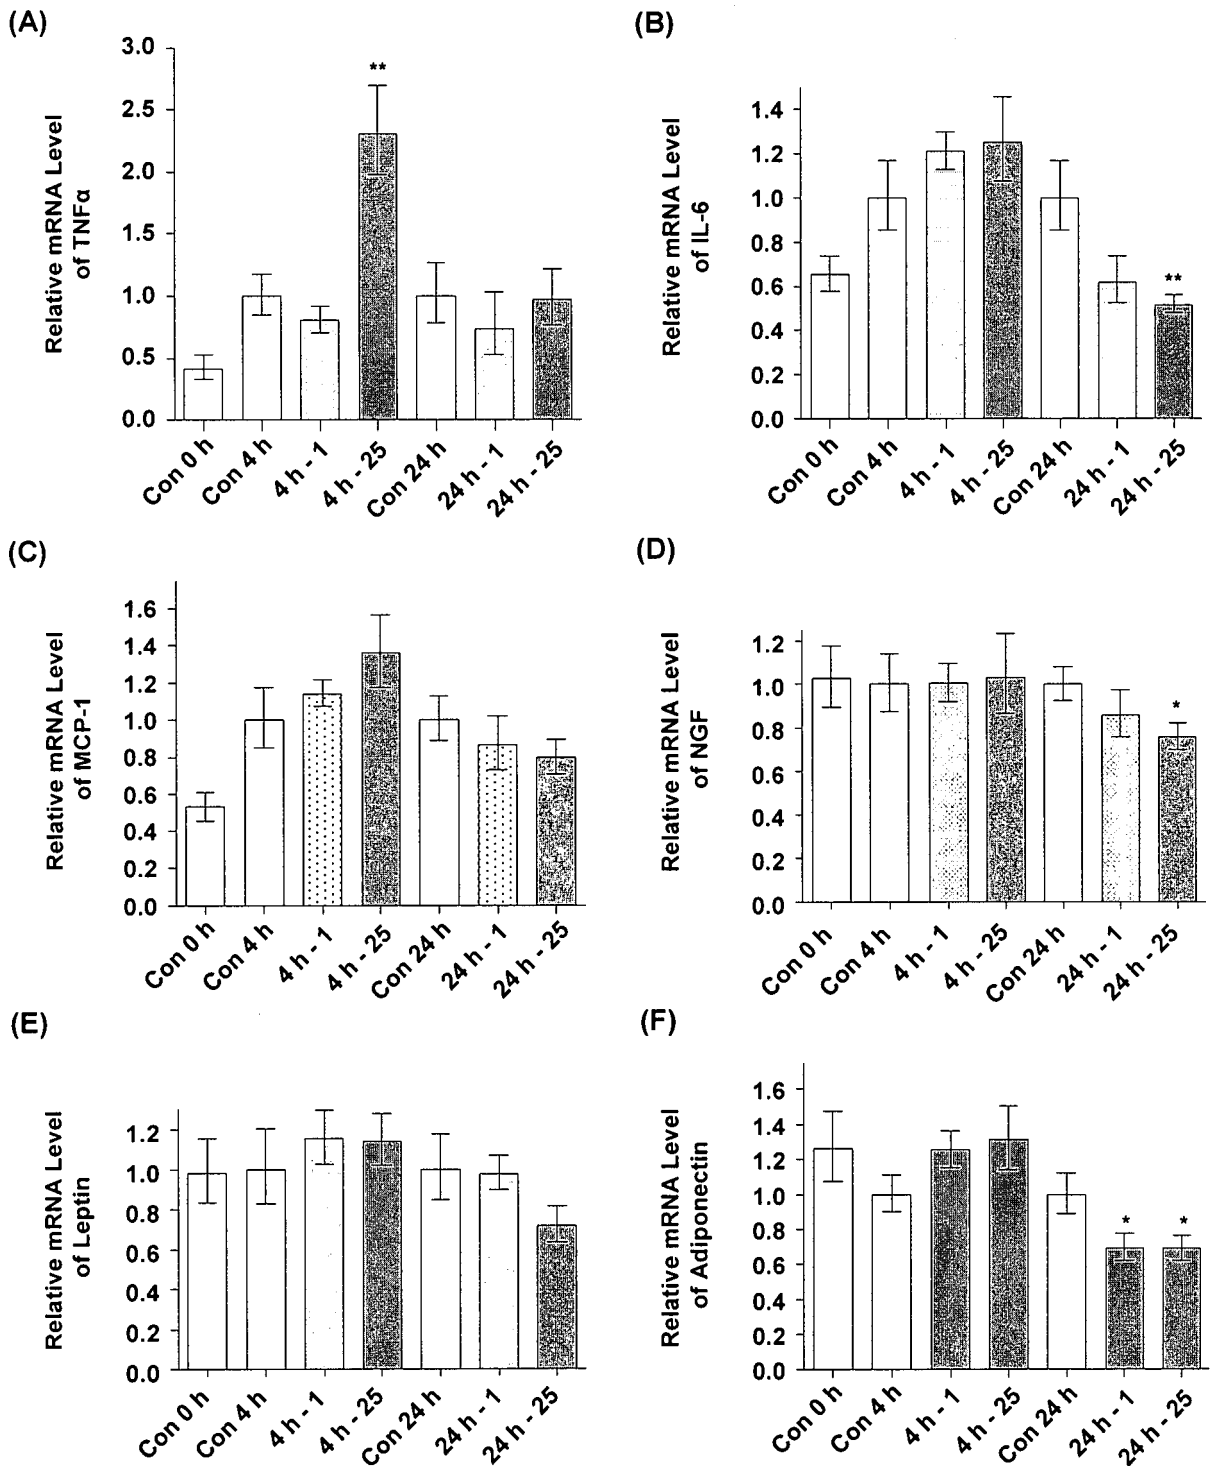 (A)
Relative mRNA Level
of TNFα
3.0
2.5
2.0
1.5
1.0
0.5
0.0
**
Con 0 h
Con 4 h
4 h - 1
4 h - 25
Con 24 h
24 h - 1
24 h - 25
(B)
Relative mRNA Level
of IL-6
1.4
1.2
1.0
0.8
0.6
0.4
0.2
0.0
**
Con 0 h
Con 4 h
4 h - 1
4 h - 25
Con 24 h
24 h - 1
24 h - 25
(C)
Relative mRNA Level
of MCP-1
1.6
1.4
1.2
1.0
0.8
0.6
0.4
0.2
0.0
Con 0 h
Con 4 h
4 h - 1
4 h - 25
Con 24 h
24 h - 1
24 h - 25
(D)
Relative mRNA Level
of NGF
1.2
1.0
0.8
0.6
0.4
0.2
0.0
*
Con 0 h
Con 4 h
4 h - 1
4 h - 25
Con 24 h
24 h - 1
24 h - 25
(E)
Relative mRNA Level
of Leptin
1.2
1.0
0.8
0.6
0.4
0.2
0.0
Con 0 h
Con 4 h
4 h - 1
4 h - 25
Con 24 h
24 h - 1
24 h - 25
(F)
Relative mRNA Level
of Adiponectin
1.6
1.4
1.2
1.0
0.8
0.6
0.4
0.2
0.0
*
*
Con 0 h
Con 4 h
4 h - 1
4 h - 25
Con 24 h
24 h - 1
24 h - 25